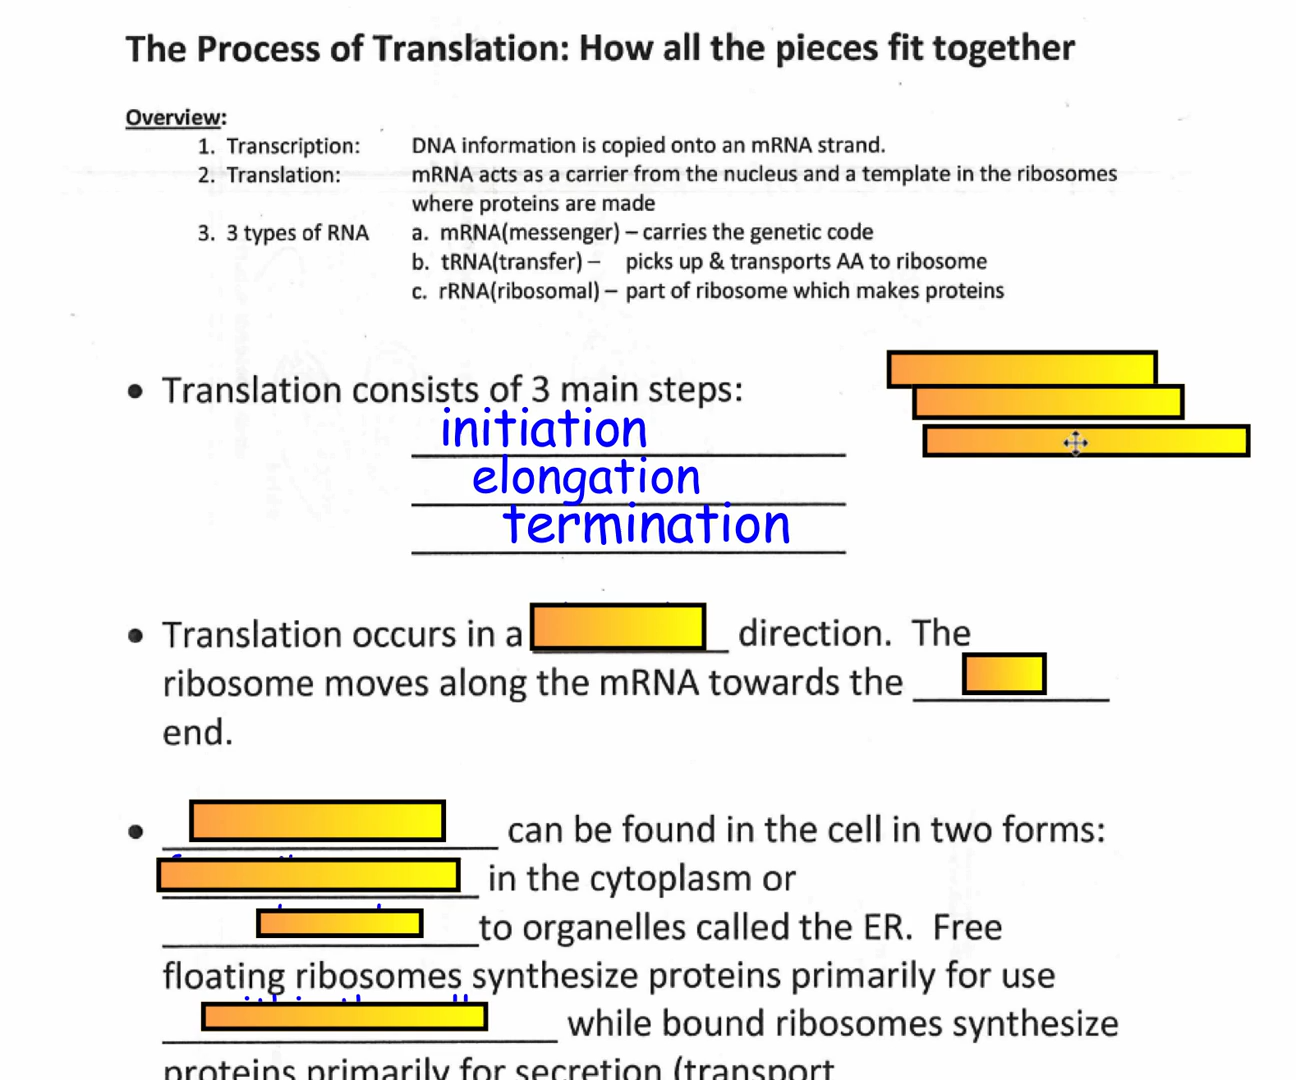 The Process of Translation: How all the pieces fit together
Overview:
1. Transcription: DNA information is copied onto an mRNA strand.
2. Translation: mRNA acts as a carrier from the nucleus and a template in the ribosomes
where proteins are made
3. 3 types of RNA a. mRNA(messenger) – carries the genetic code
b. tRNA(transfer) – picks up & transports AA to ribosome
c. rRNA(ribosomal) – part of ribosome which makes proteins
• Translation consists of 3 main steps:
initiation
elongation
termination
• Translation occurs in a direction. The
ribosome moves along the mRNA towards the
end.
• can be found in the cell in two forms:
in the cytoplasm or
to organelles called the ER. Free
floating ribosomes synthesize proteins primarily for use
while bound ribosomes synthesize
proteins primarily for secretion (transport